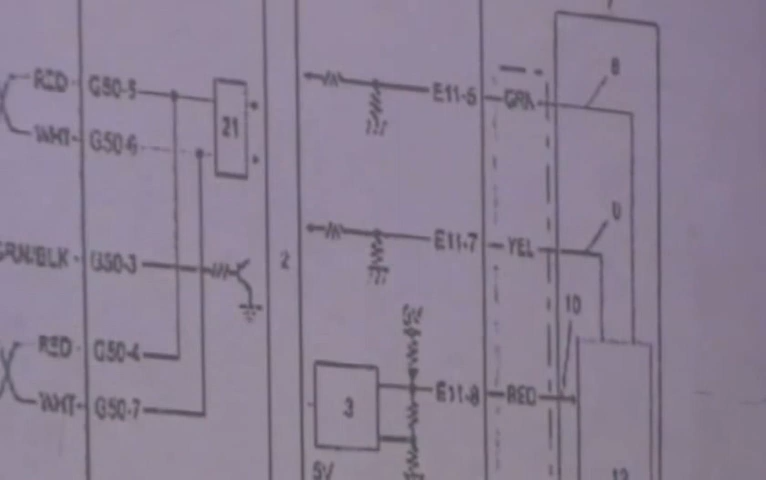 8
RED G50-5 E11-6 GRN
21
WHT G50-6
E11-7 YEL
GRN/BLK G50-3 2
10
RED G50-4
3 E11-8 RED
WHT G50-7
5V 12